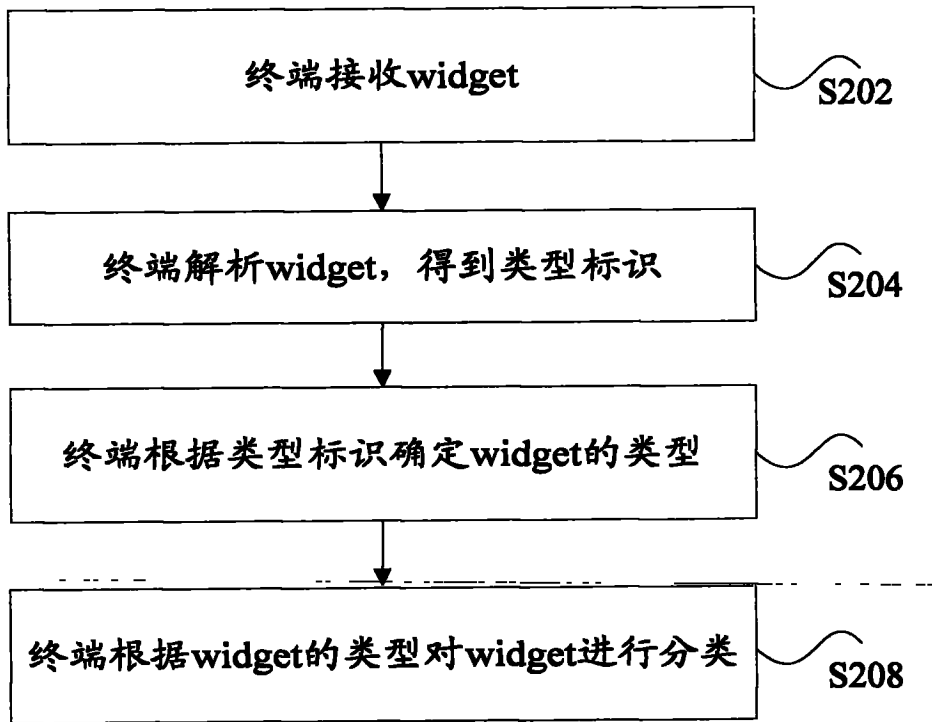 终端接收widget
S202
终端解析widget，得到类型标识
S204
终端根据类型标识确定widget的类型
S206
终端根据widget的类型对widget进行分类
S208